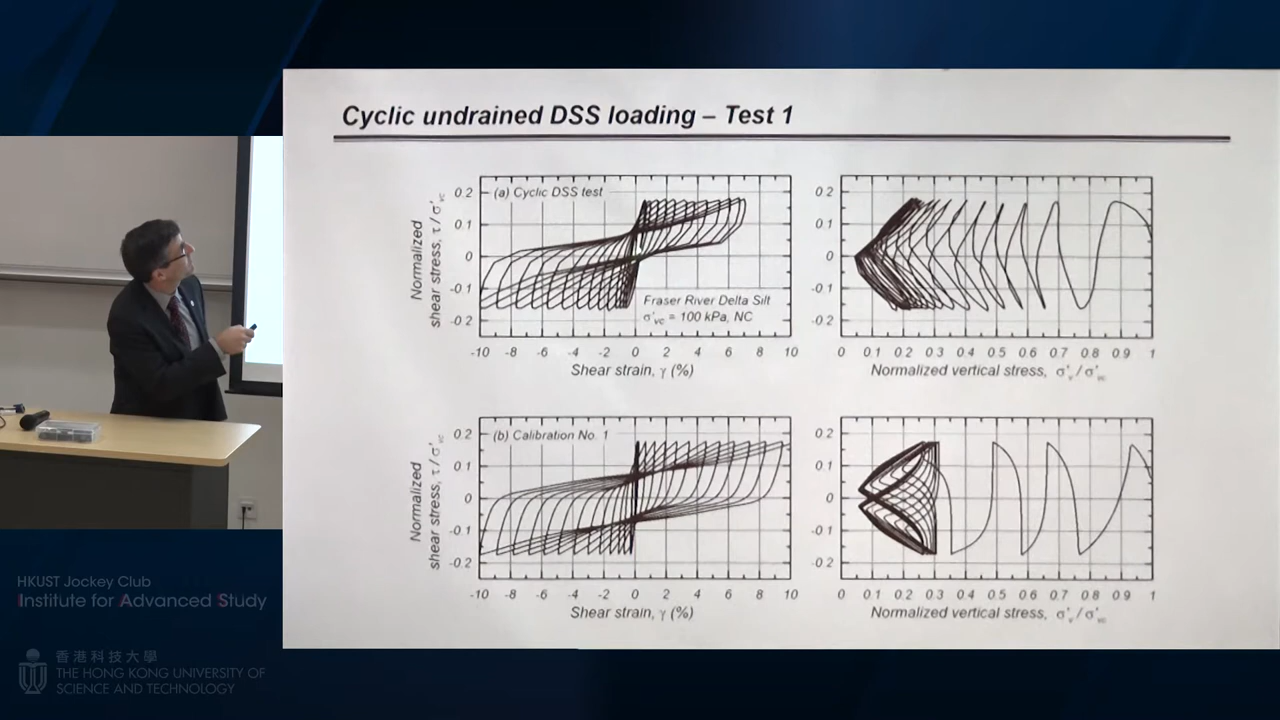 Cyclic undrained DSS loading – Test 1
(a) Cyclic DSS test
Fraser River Delta Silt
σ'vc = 100 kPa, NC
Normalized
shear stress, τ / σ'vc
0.2
0.1
0
-0.1
-0.2
-10 -8 -6 -4 -2 0 2 4 6 8 10
Shear strain, γ (%)
0.2
0.1
0
-0.1
-0.2
0 0.1 0.2 0.3 0.4 0.5 0.6 0.7 0.8 0.9 1
Normalized vertical stress, σ'v / σ'vc
(b) Calibration No. 1
Normalized
shear stress, τ / σ'vc
0.2
0.1
0
-0.1
-0.2
-10 -8 -6 -4 -2 0 2 4 6 8 10
Shear strain, γ (%)
0.2
0.1
0
-0.1
-0.2
0 0.1 0.2 0.3 0.4 0.5 0.6 0.7 0.8 0.9 1
Normalized vertical stress, σ'v / σ'vc
HKUST Jockey Club
Institute for Advanced Study
香港科技大學
THE HONG KONG UNIVERSITY OF
SCIENCE AND TECHNOLOGY